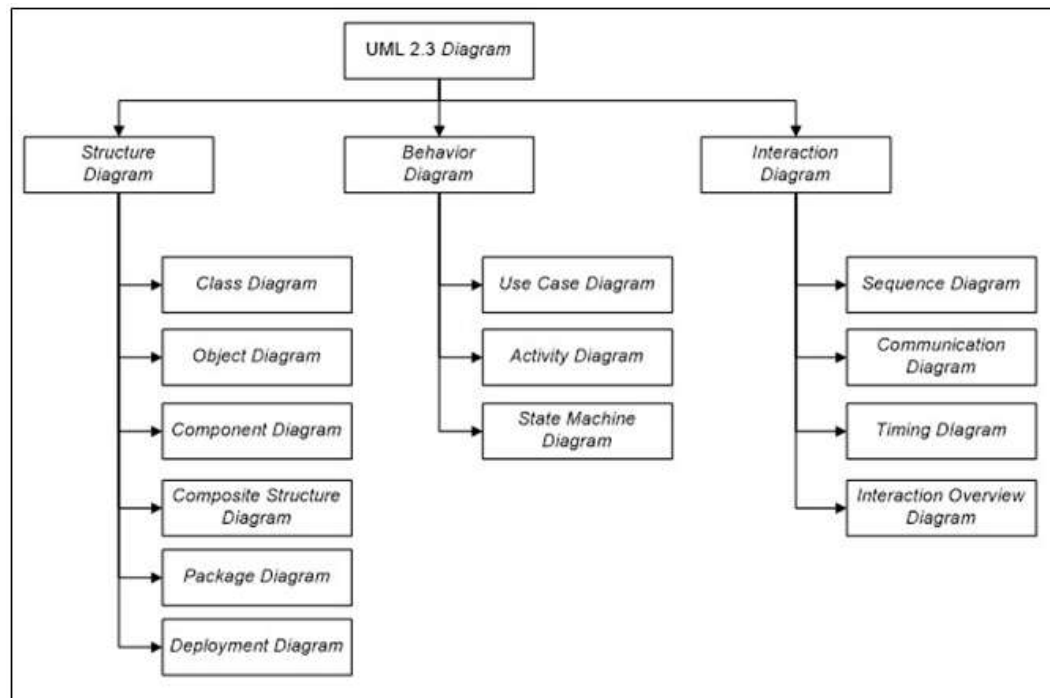 UML 2.3 Diagram
Structure
Diagram
Behavior
Diagram
Interaction
Diagram
Class Diagram
Object Diagram
Component Diagram
Composite Structure
Diagram
Package Diagram
Deployment Diagram
Use Case Diagram
Activity Diagram
State Machine
Diagram
Sequence Diagram
Communication
Diagram
Timing Diagram
Interaction Overview
Diagram